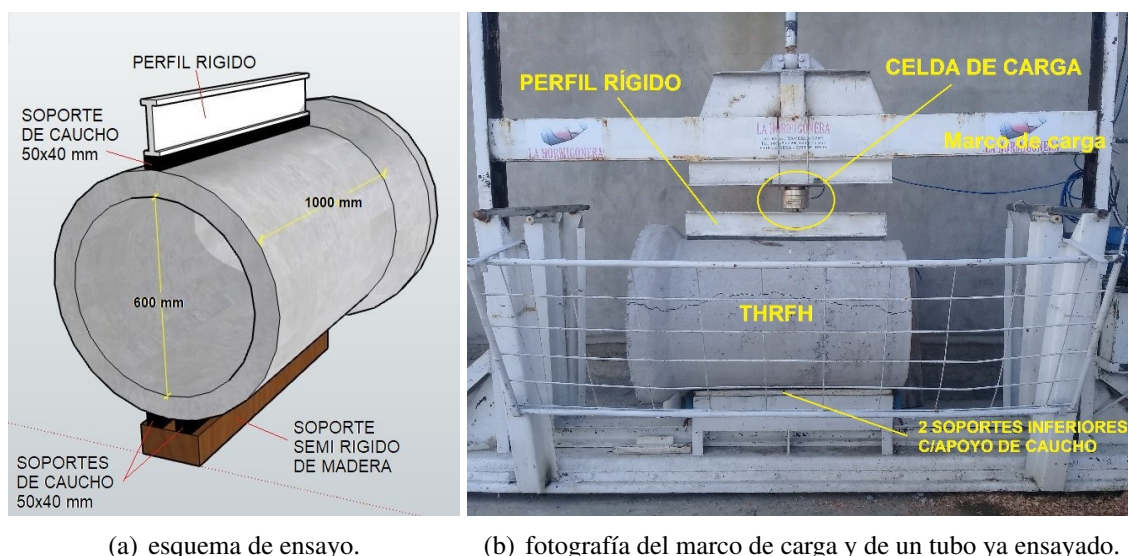 PERFIL RIGIDO
SOPORTE
DE CAUCHO
50x40 mm
1000 mm
600 mm
SOPORTES
DE CAUCHO
50x40 mm
SOPORTE
SEMI RIGIDO
DE MADERA
PERFIL RÍGIDO
CELDA DE CARGA
LA HORMIGONERA
LA HORMIGONERA
Marco de carga
THRFH
2 SOPORTES INFERIORES
C/APOYO DE CAUCHO
(a) esquema de ensayo.
(b) fotografía del marco de carga y de un tubo ya ensayado.